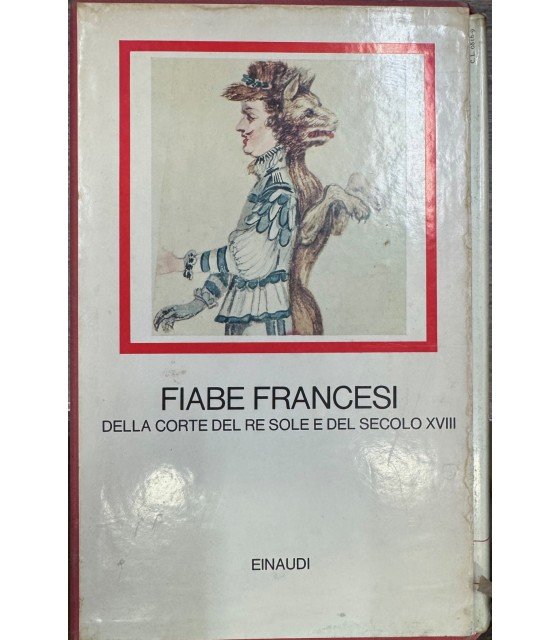 FIABE FRANCESI
DELLA CORTE DEL RE SOLE E DEL SECOLO XVIII
EINAUDI